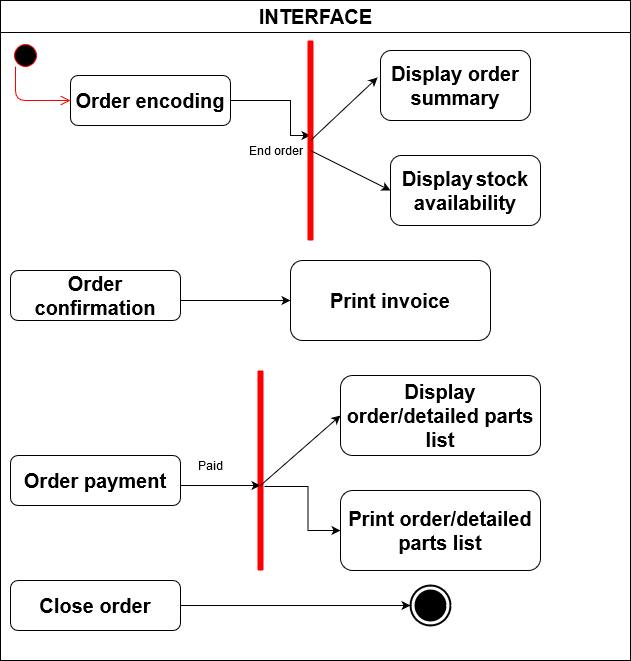 INTERFACE
Order encoding
End order
Display order
summary
Display stock
availability
Order
confirmation
Print invoice
Order payment
Paid
Display
order/detailed parts
list
Print order/detailed
parts list
Close order